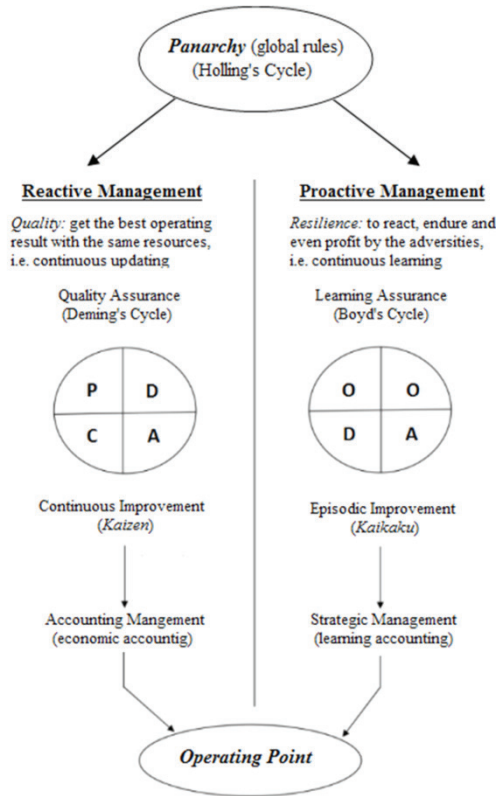 Panarchy (global rules)
(Holling's Cycle)
Reactive Management
Quality: get the best operating
result with the same resources,
i.e. continuous updating
Quality Assurance
(Deming's Cycle)
P D
C A
Continuous Improvement
(Kaizen)
Accounting Mangement
(economic accountig)
Proactive Management
Resilience: to react, endure and
even profit by the adversities,
i.e. continuous learning
Learning Assurance
(Boyd's Cycle)
O O
D A
Episodic Improvement
(Kaikaku)
Strategic Management
(learning accounting)
Operating Point